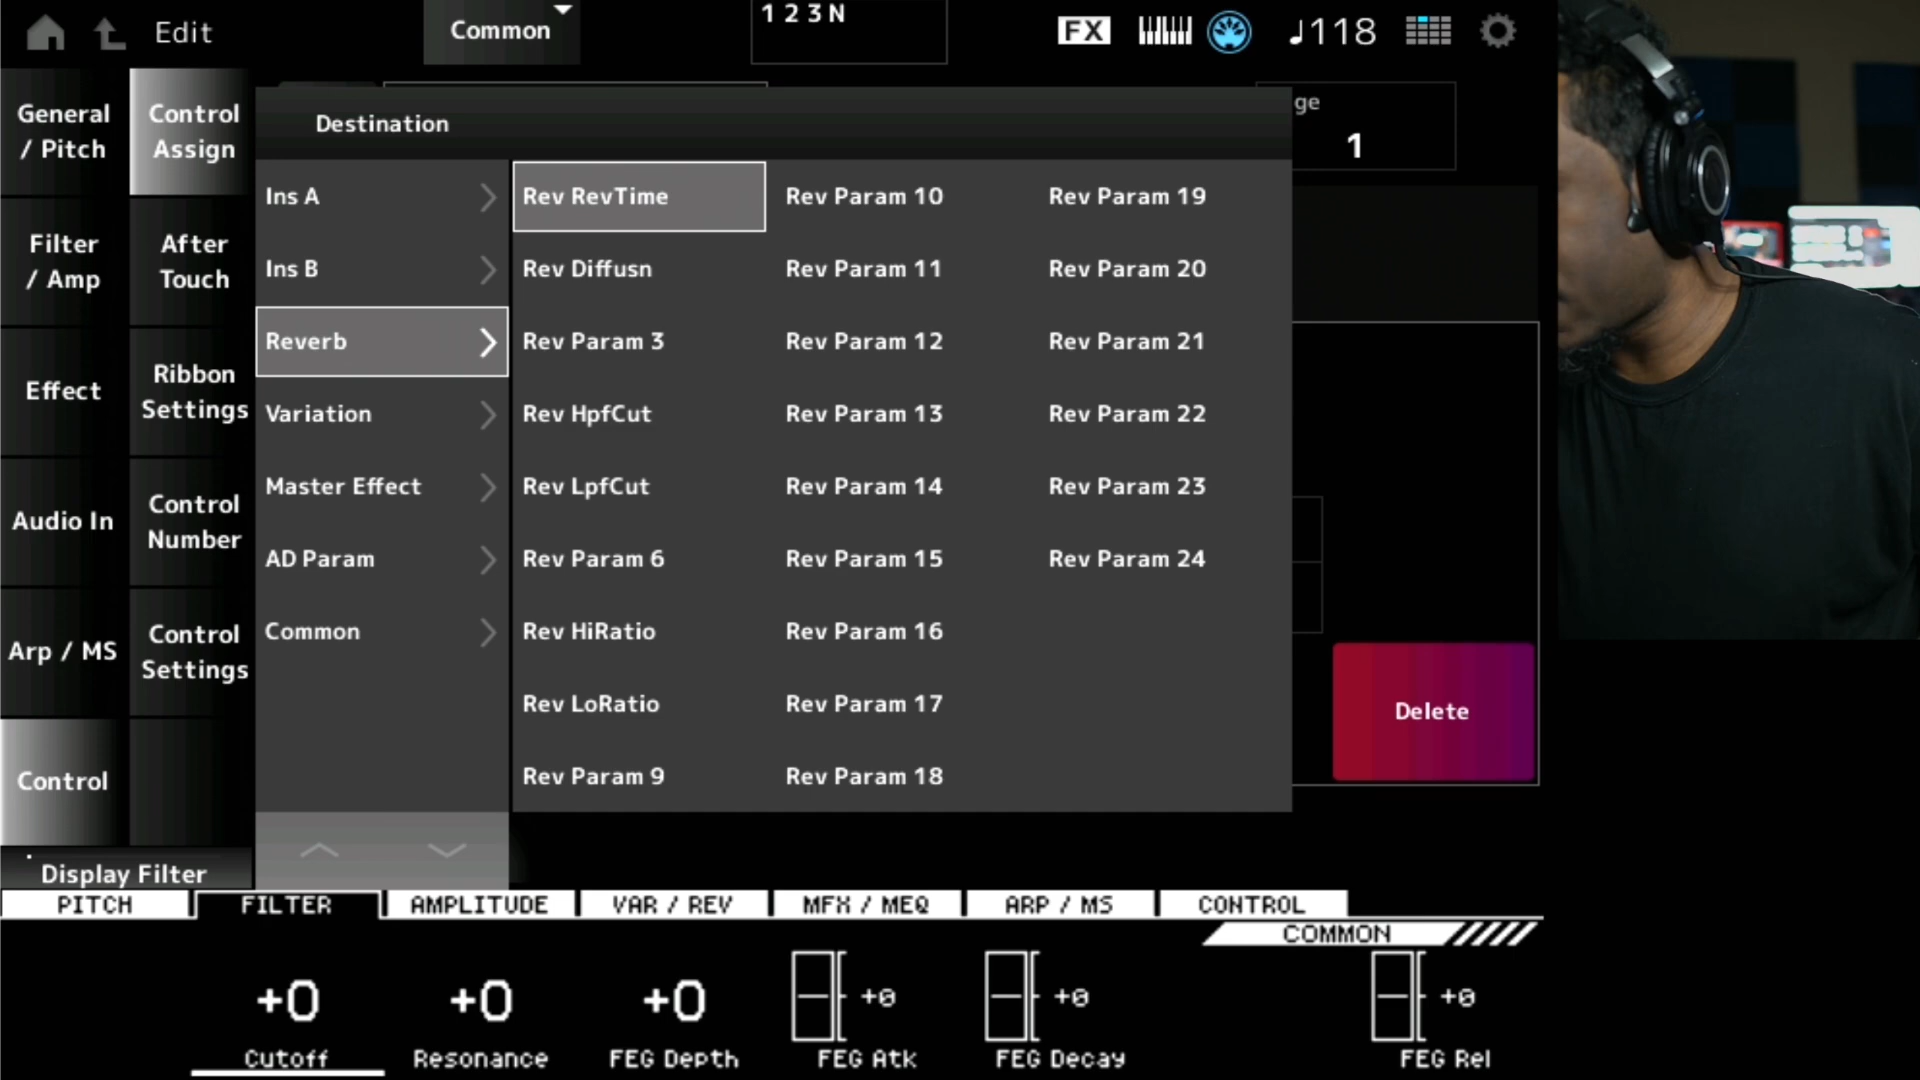 Edit
Common
1 2 3 N
FX
118
General
/ Pitch
Control
Assign
Filter
/ Amp
After
Touch
Effect
Ribbon
Settings
Audio In
Control
Number
Arp / MS
Control
Settings
Control
Display Filter
Destination
ge
1
Ins A
Ins B
Reverb
Variation
Master Effect
AD Param
Common
Rev RevTime
Rev Diffusn
Rev Param 3
Rev HpfCut
Rev LpfCut
Rev Param 6
Rev HiRatio
Rev LoRatio
Rev Param 9
Rev Param 10
Rev Param 11
Rev Param 12
Rev Param 13
Rev Param 14
Rev Param 15
Rev Param 16
Rev Param 17
Rev Param 18
Rev Param 19
Rev Param 20
Rev Param 21
Rev Param 22
Rev Param 23
Rev Param 24
Delete
PITCH FILTER AMPLITUDE VAR / REV MFX / MEQ ARP / MS CONTROL
COMMON
+0 +0 +0 +0 +0 +0
Cutoff Resonance FEG Depth FEG Atk FEG Decay FEG Rel